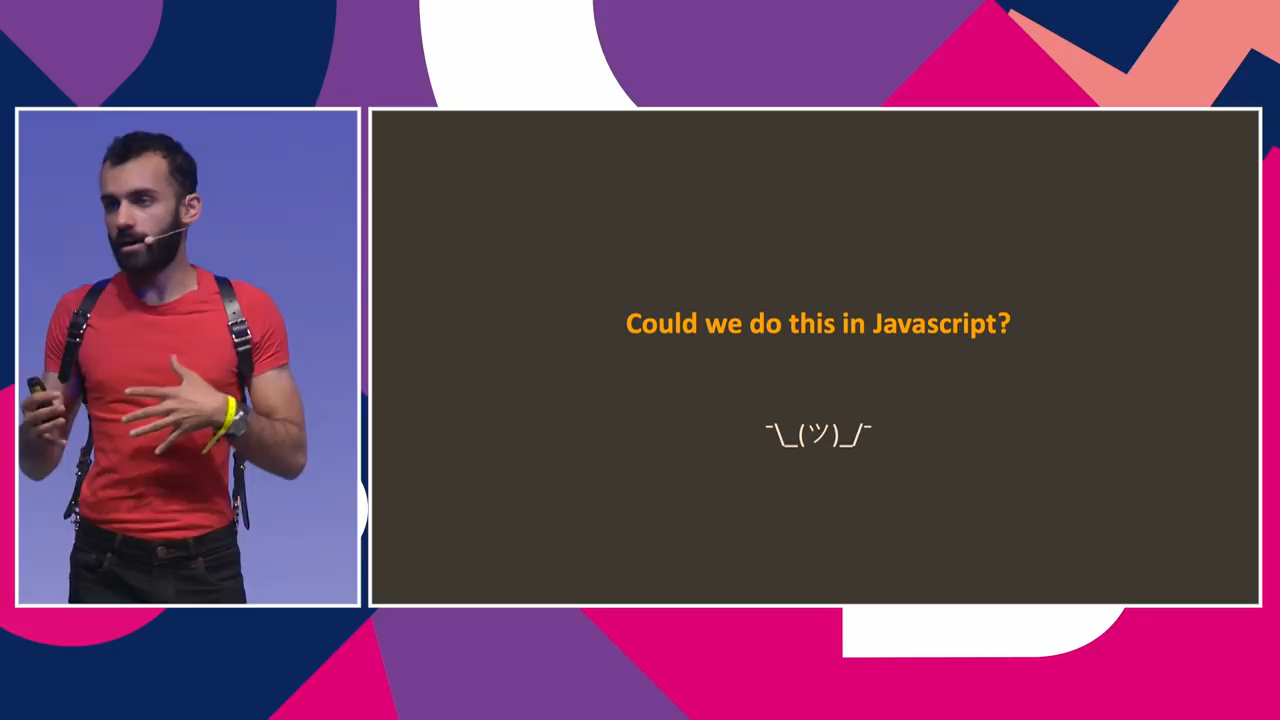 Could we do this in Javascript?
¯\_(ツ)_/¯